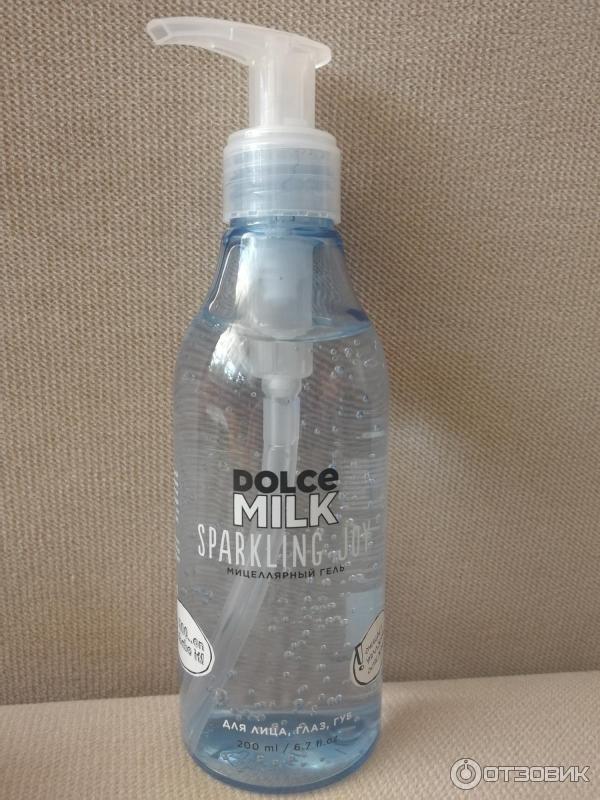 DOLCe
MILK
SPARKLING JOY
МИЦЕЛЛЯРНЫЙ ГЕЛЬ
ДЛЯ ЛИЦА, ГЛАЗ, ГУБ
200 ml / 6.7 fl.oz
ОТЗОВИК